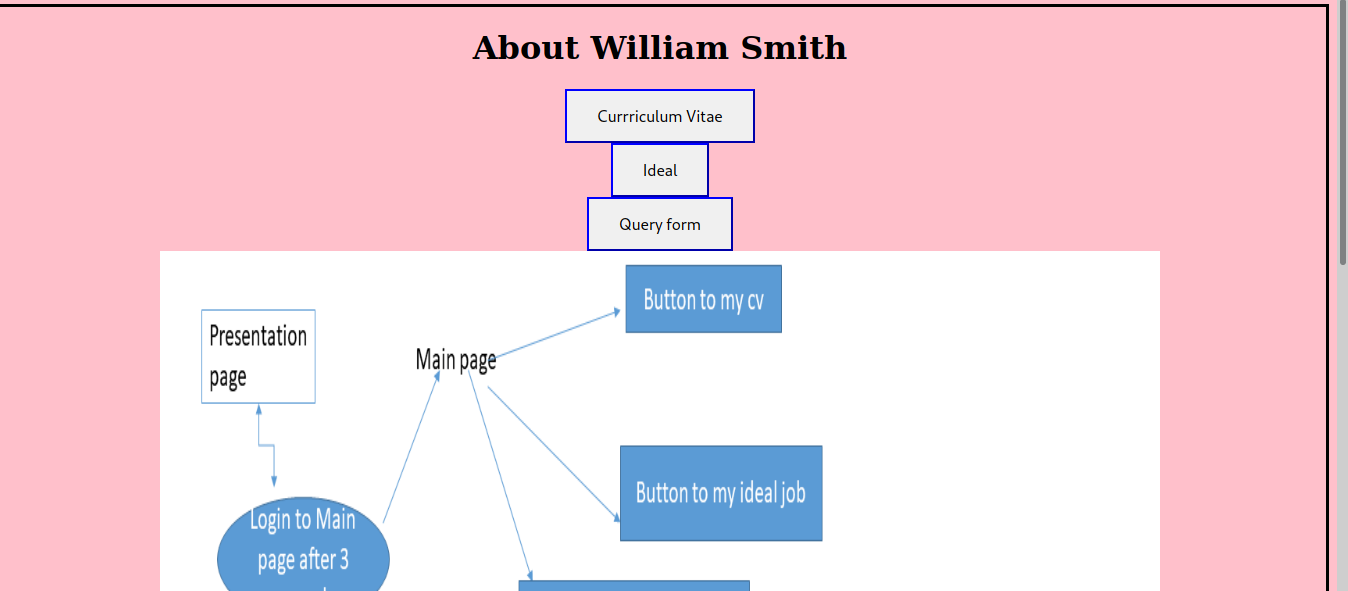 About William Smith
Currriculum Vitae
Ideal
Query form
Button to my cv
Presentation
page
Main page
Button to my ideal job
Login to Main
page after 3